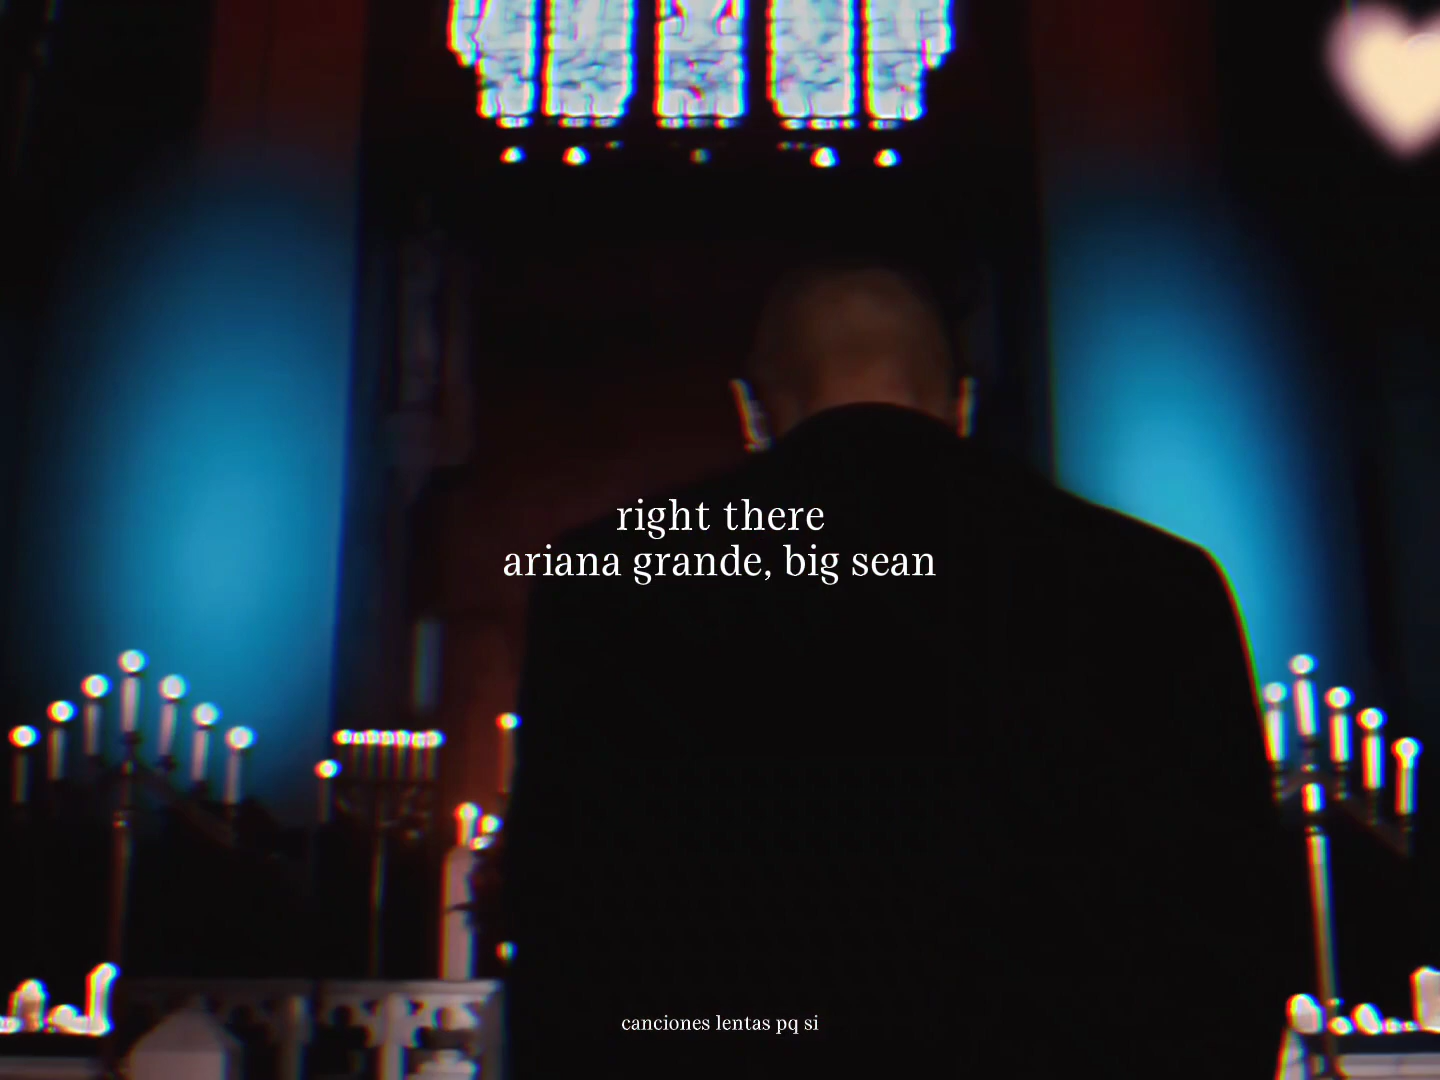 right there
ariana grande, big sean
canciones lentas pq si